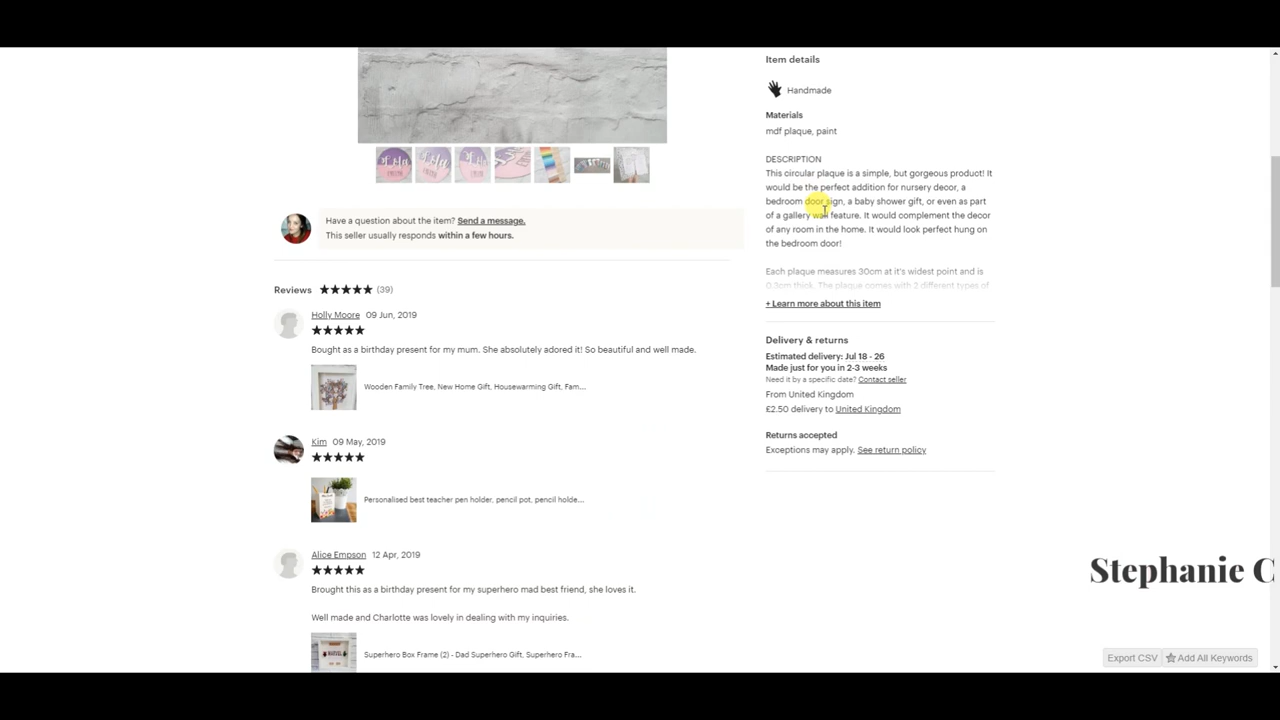 Item details
Handmade
Materials
mdf plaque, paint
DESCRIPTION
This circular plaque is a simple, but gorgeous product! It
would be the perfect addition for nursery decor, a
bedroom door sign, a baby shower gift, or even as part
of a gallery wall feature. It would complement the decor
of any room in the home. It would look perfect hung on
the bedroom door!
Each plaque measures 30cm at it's widest point and is
0.3cm thick. The plaque comes with 2 different types of
+ Learn more about this item
Delivery & returns
Estimated delivery: Jul 18 - 26
Made just for you in 2-3 weeks
Need it by a specific date? Contact seller
From United Kingdom
£2.50 delivery to United Kingdom
Returns accepted
Exceptions may apply. See return policy
Have a question about the item? Send a message.
This seller usually responds within a few hours.
Reviews ★★★★★ (39)
Holly Moore 09 Jun, 2019
★★★★★
Bought as a birthday present for my mum. She absolutely adored it! So beautiful and well made.
Wooden Family Tree, New Home Gift, Housewarming Gift, Fam...
Kim 09 May, 2019
★★★★★
Personalised best teacher pen holder, pencil pot, pencil holde...
Alice Empson 12 Apr, 2019
★★★★★
Brought this as a birthday present for my superhero mad best friend, she loves it.
Well made and Charlotte was lovely in dealing with my inquiries.
Superhero Box Frame (2) - Dad Superhero Gift, Superhero Fra...
Stephanie C
Export CSV ★ Add All Keywords